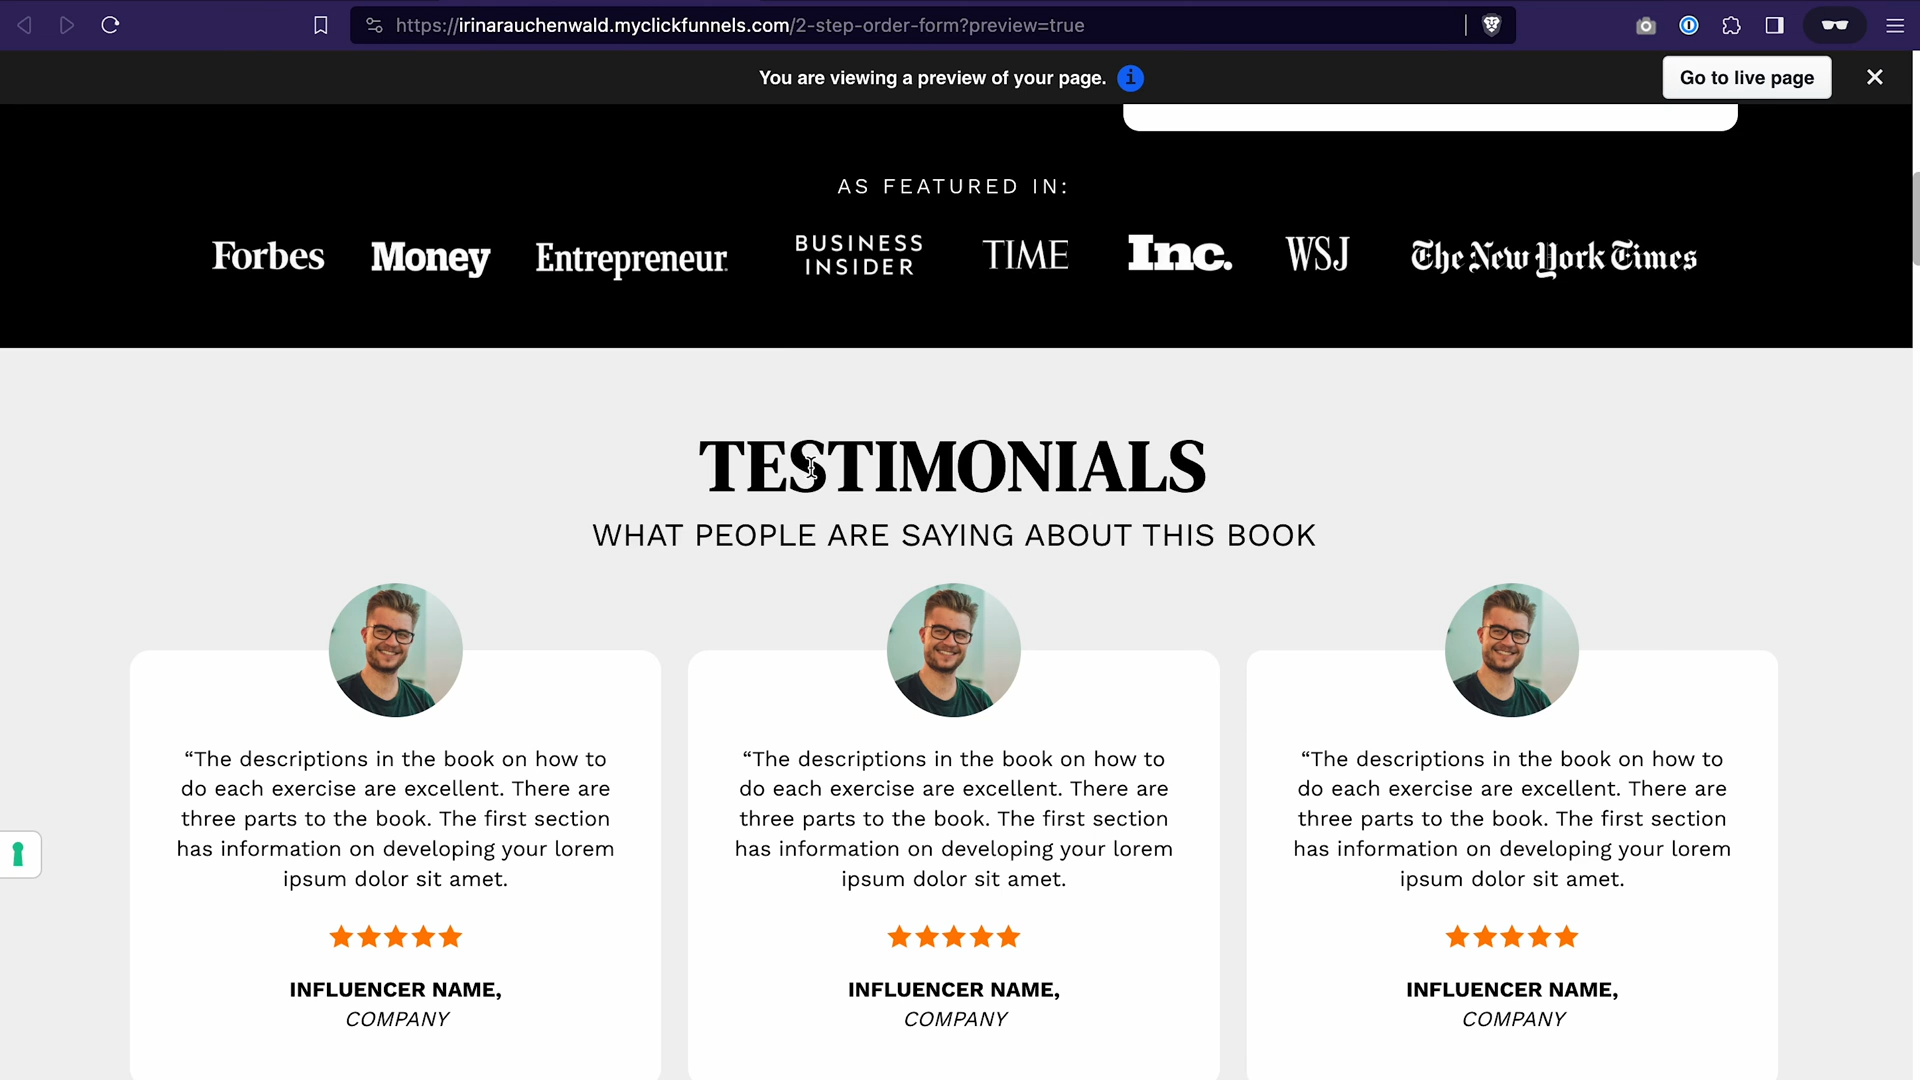 https://irinarauchenwald.myclickfunnels.com/2-step-order-form?preview=true
You are viewing a preview of your page. i
Go to live page
AS FEATURED IN:
Forbes Money Entrepreneur BUSINESS INSIDER TIME Inc. WSJ The New York Times
TESTIMONIALS
WHAT PEOPLE ARE SAYING ABOUT THIS BOOK
“The descriptions in the book on how to
do each exercise are excellent. There are
three parts to the book. The first section
has information on developing your lorem
ipsum dolor sit amet.
INFLUENCER NAME,
COMPANY
“The descriptions in the book on how to
do each exercise are excellent. There are
three parts to the book. The first section
has information on developing your lorem
ipsum dolor sit amet.
INFLUENCER NAME,
COMPANY
“The descriptions in the book on how to
do each exercise are excellent. There are
three parts to the book. The first section
has information on developing your lorem
ipsum dolor sit amet.
INFLUENCER NAME,
COMPANY